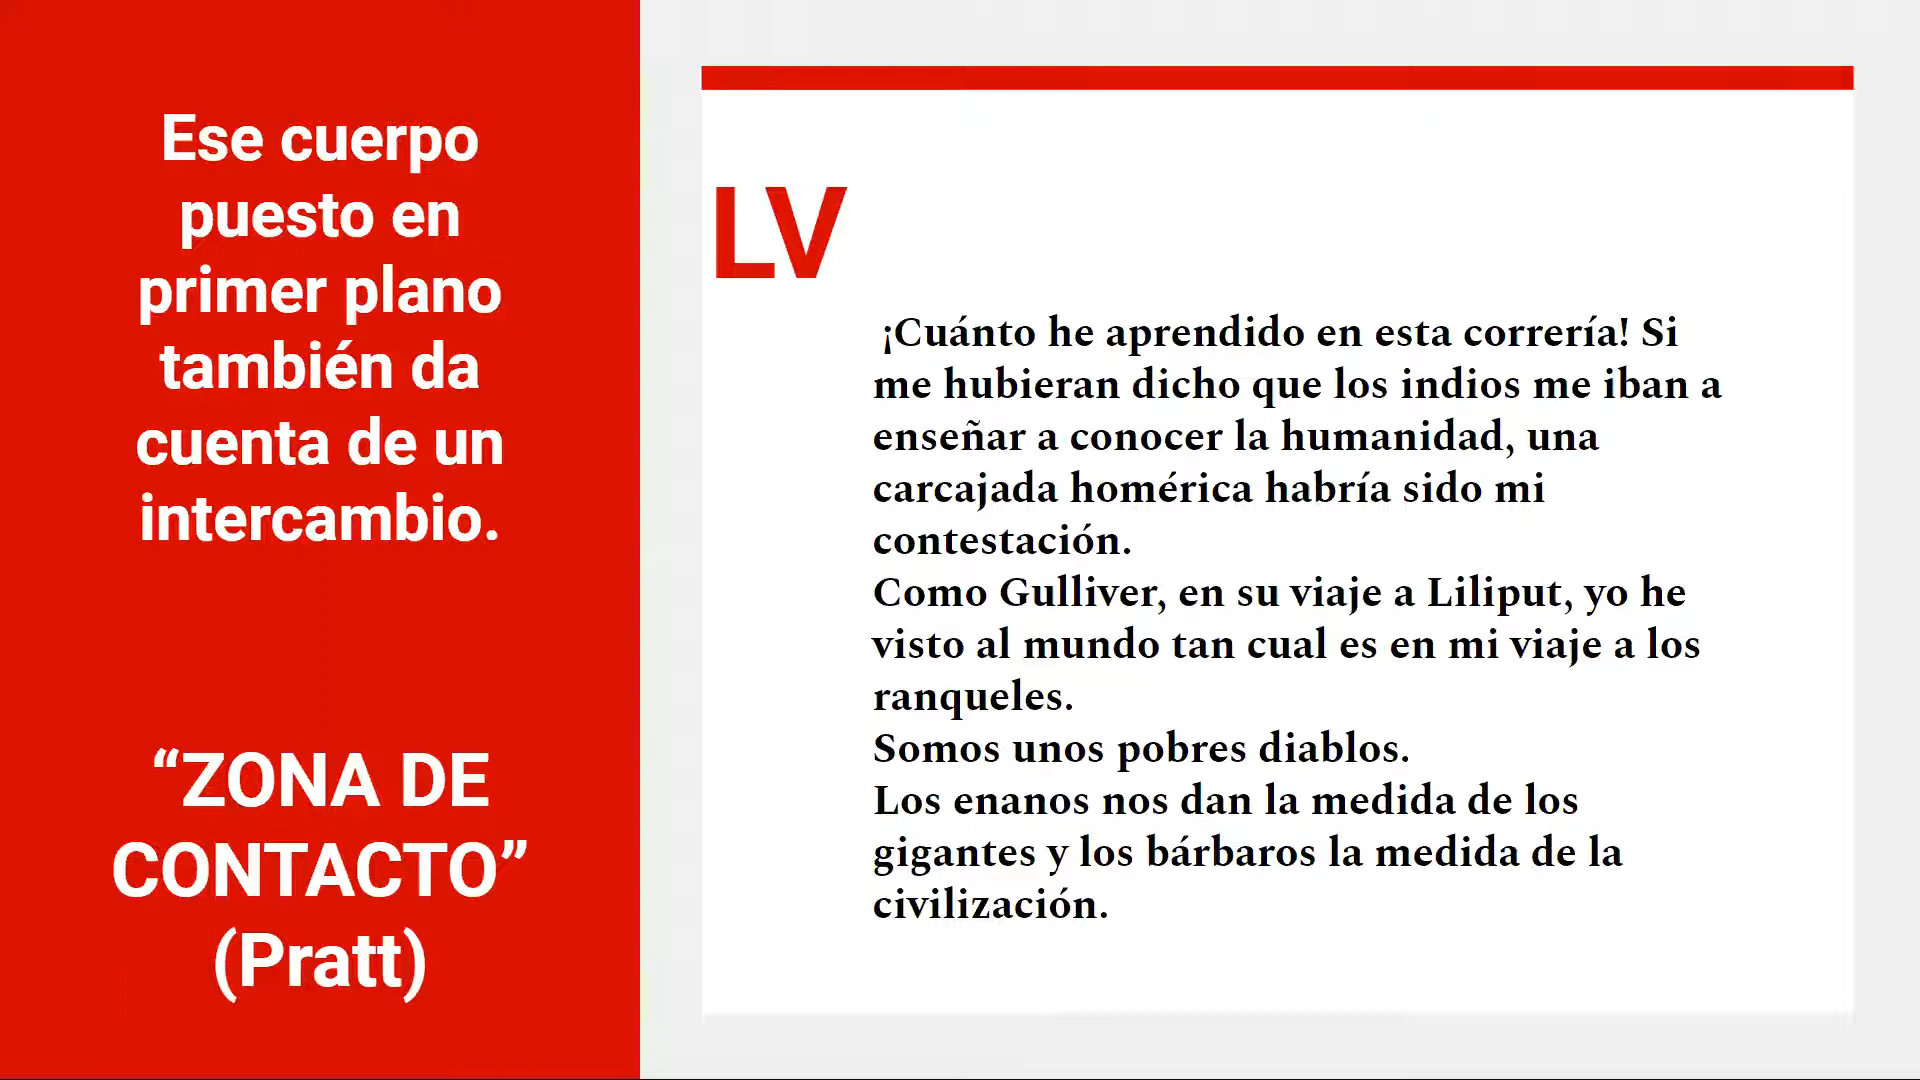 Ese cuerpo
puesto en
primer plano
también da
cuenta de un
intercambio.
“ZONA DE
CONTACTO”
(Pratt)
LV
¡Cuánto he aprendido en esta correría! Si
me hubieran dicho que los indios me iban a
enseñar a conocer la humanidad, una
carcajada homérica habría sido mi
contestación.
Como Gulliver, en su viaje a Liliput, yo he
visto al mundo tan cual es en mi viaje a los
ranqueles.
Somos unos pobres diablos.
Los enanos nos dan la medida de los
gigantes y los bárbaros la medida de la
civilización.